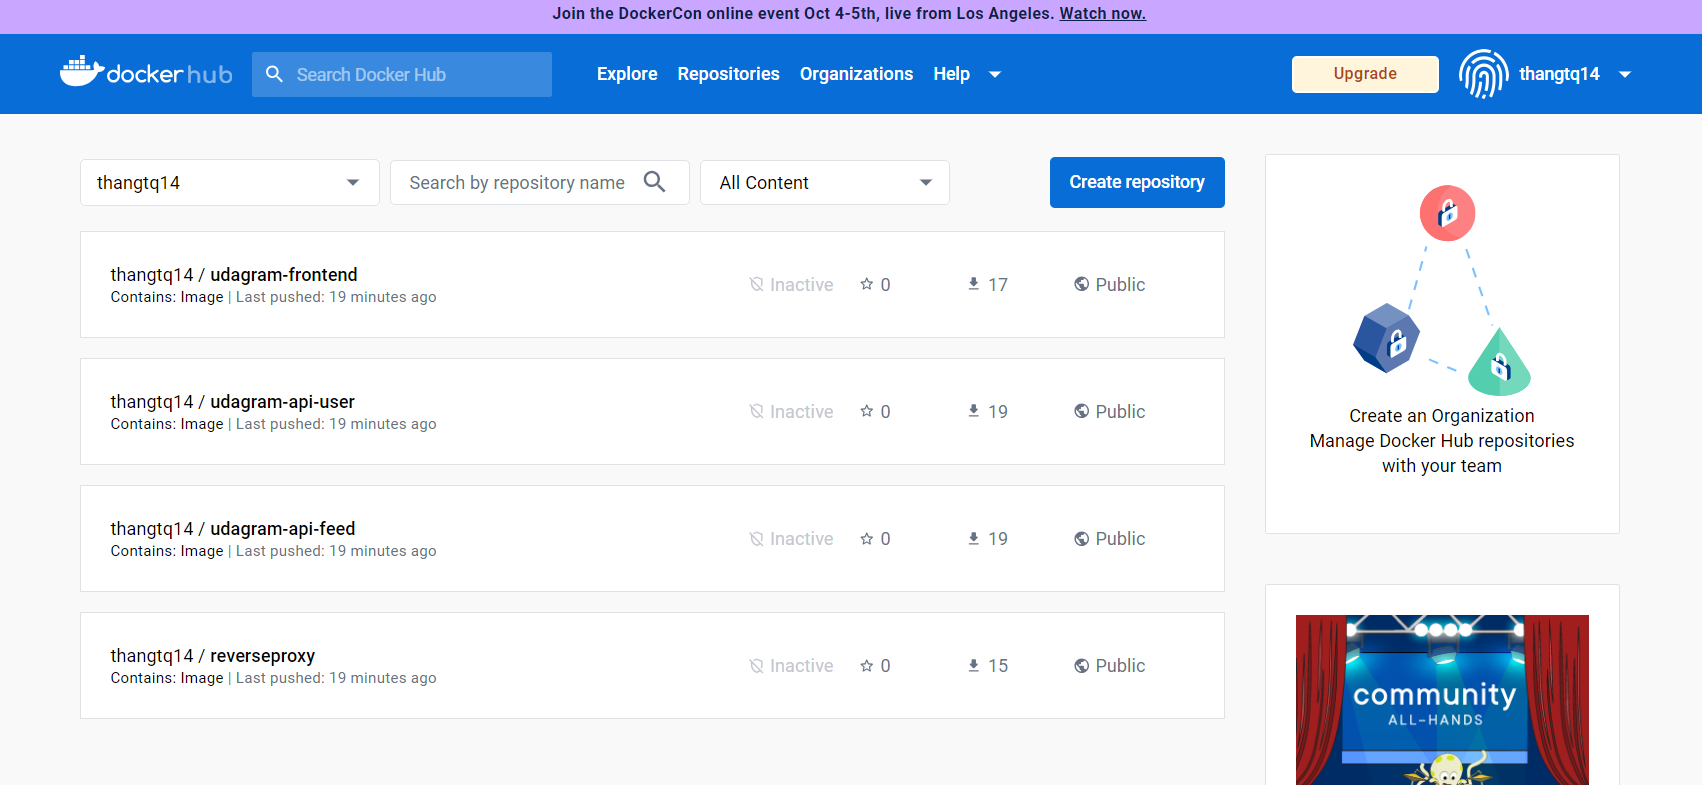 Join the DockerCon online event Oct 4-5th, live from Los Angeles. Watch now.
docker hub
Search Docker Hub
Explore
Repositories
Organizations
Help
Upgrade
thangtq14
thangtq14
Search by repository name
All Content
Create repository
thangtq14 / udagram-frontend
Contains: Image | Last pushed: 19 minutes ago
Inactive
0
17
Public
thangtq14 / udagram-api-user
Contains: Image | Last pushed: 19 minutes ago
Inactive
0
19
Public
thangtq14 / udagram-api-feed
Contains: Image | Last pushed: 19 minutes ago
Inactive
0
19
Public
thangtq14 / reverseproxy
Contains: Image | Last pushed: 19 minutes ago
Inactive
0
15
Public
Create an Organization
Manage Docker Hub repositories
with your team
community
ALL-HANDS